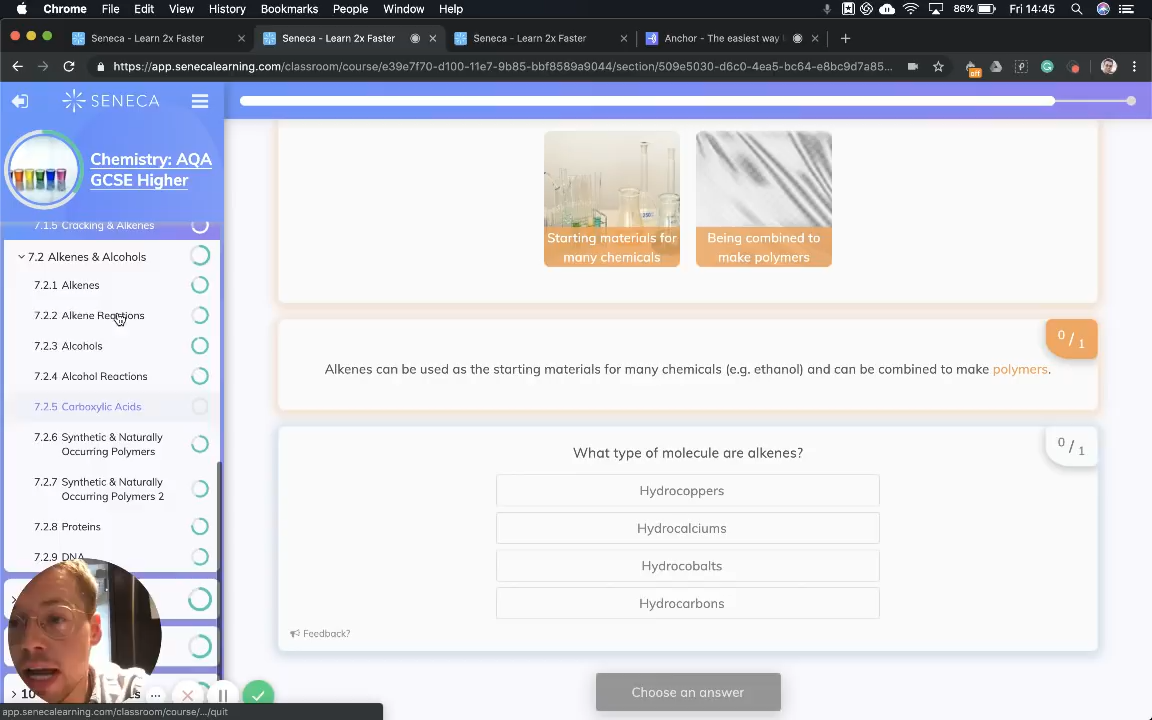 Chrome File Edit View History Bookmarks People Window Help 86% Fri 14:45
Seneca - Learn 2x Faster
Seneca - Learn 2x Faster
Seneca - Learn 2x Faster
Anchor - The easiest way
https://app.senecalearning.com/classroom/course/e39e7f70-d100-11e7-9b85-bbf8589a9044/section/509e5030-d6c0-4ea5-bc64-e8bc9d7a85...
off
SENECA
Chemistry: AQA
GCSE Higher
7.1.5 Cracking & Alkenes
7.2 Alkenes & Alcohols
7.2.1 Alkenes
7.2.2 Alkene Reactions
7.2.3 Alcohols
7.2.4 Alcohol Reactions
7.2.5 Carboxylic Acids
7.2.6 Synthetic & Naturally
Occurring Polymers
7.2.7 Synthetic & Naturally
Occurring Polymers 2
7.2.8 Proteins
7.2.9 DNA
10
app.senecalearning.com/classroom/course/.../quit
Starting materials for
many chemicals
Being combined to
make polymers
0 / 1
Alkenes can be used as the starting materials for many chemicals (e.g. ethanol) and can be combined to make polymers.
0 / 1
What type of molecule are alkenes?
Hydrocoppers
Hydrocalciums
Hydrocobalts
Hydrocarbons
Feedback?
Choose an answer